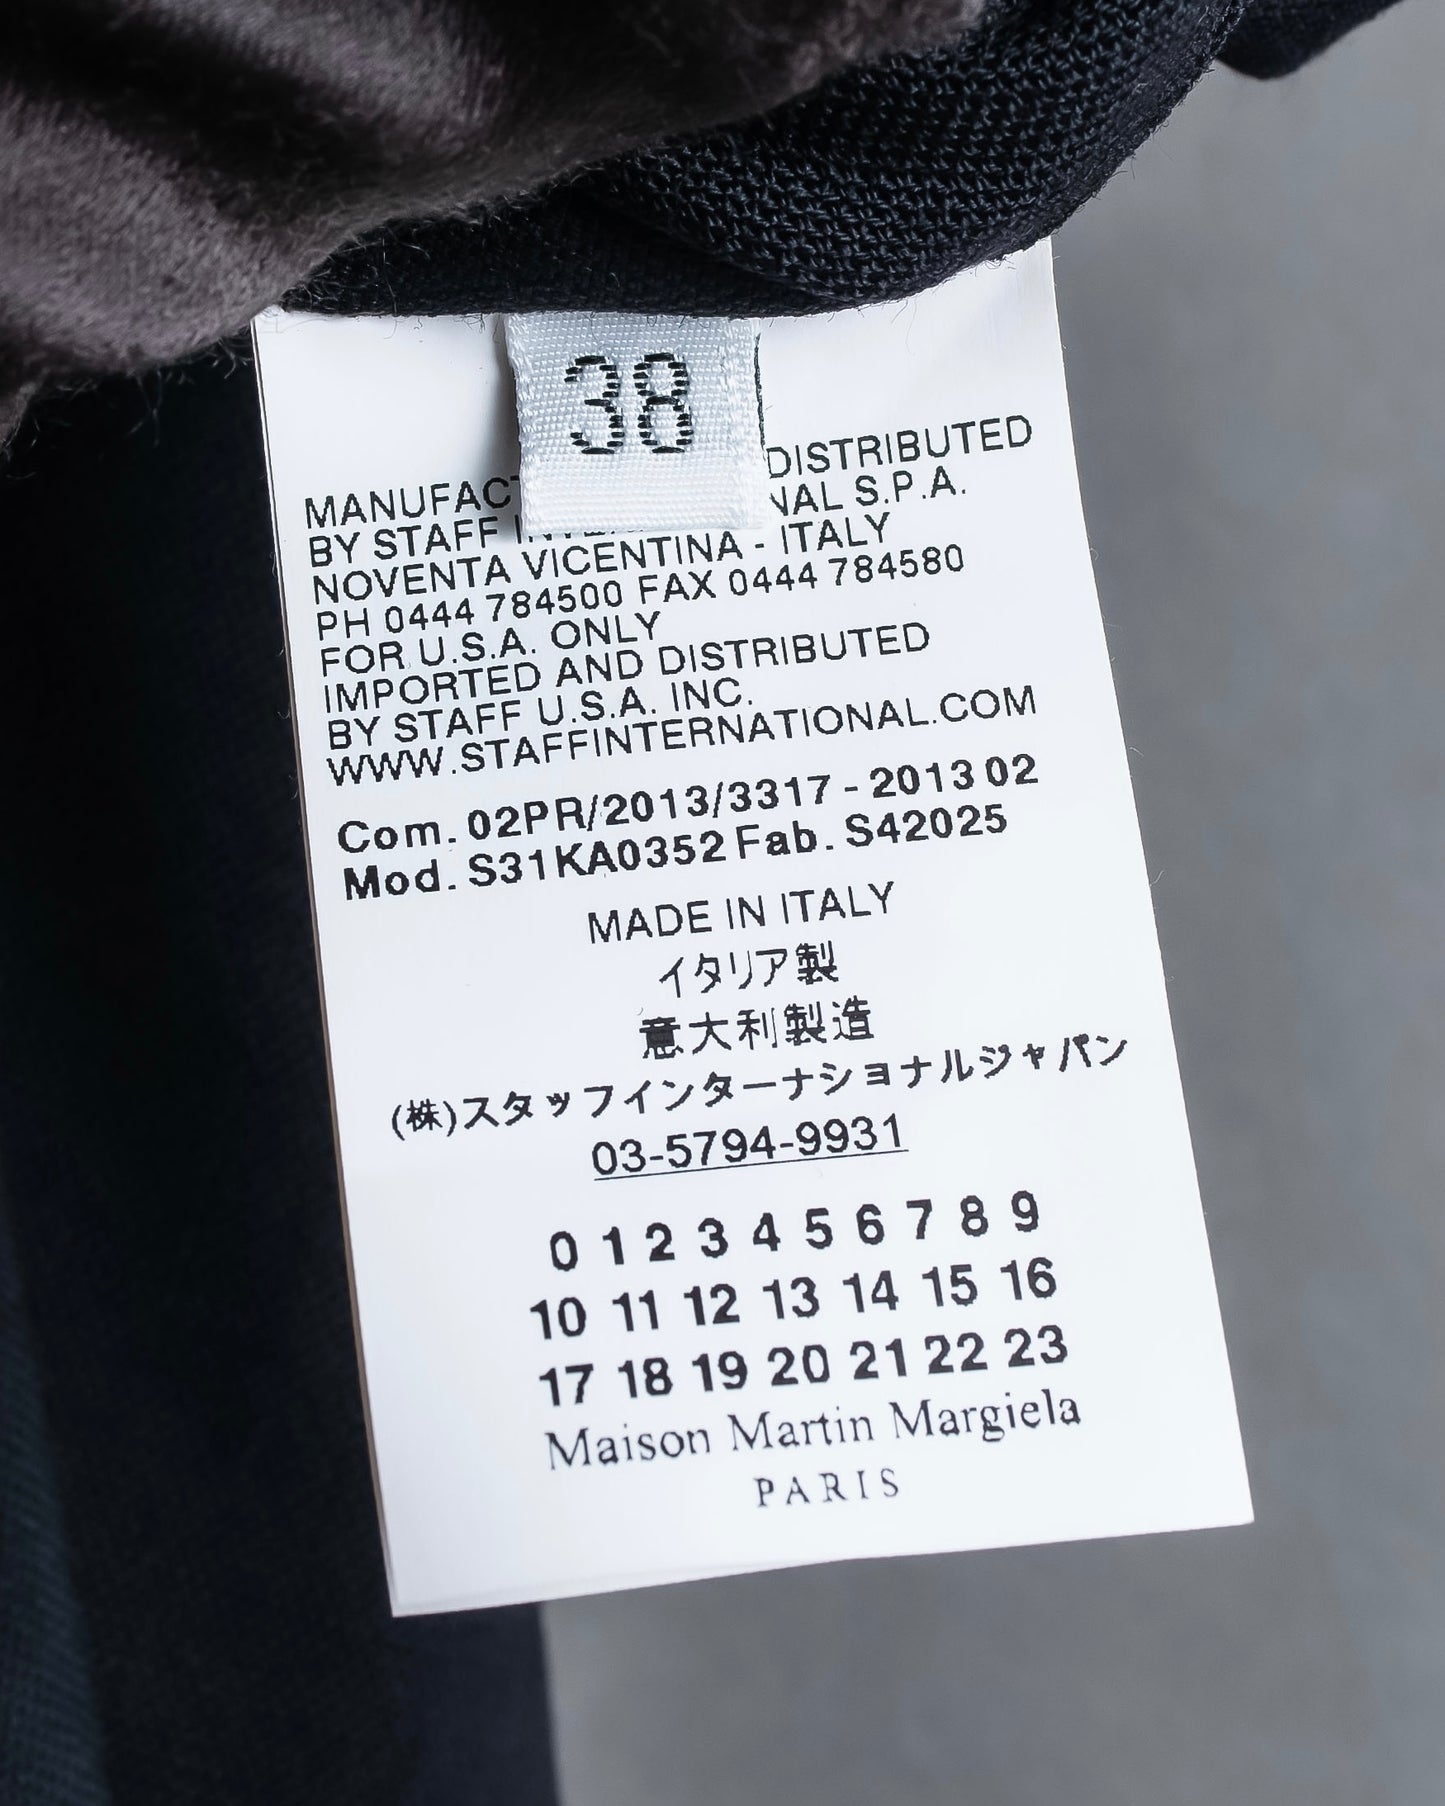 38
MANUFAC DISTRIBUTED
BY STAFF NAL S.P.A.
NOVENTA VICENTINA - ITALY
PH 0444 784500 FAX 0444 784580
FOR U.S.A. ONLY
IMPORTED AND DISTRIBUTED
BY STAFF U.S.A. INC.
WWW.STAFFINTERNATIONAL.COM
Com. 02PR/2013/3317 - 2013 02
Mod. S31KA0352 Fab. S42025
MADE IN ITALY
イタリア製
意大利製造
(株)スタッフインターナショナルジャパン
03-5794-9931
0 1 2 3 4 5 6 7 8 9
10 11 12 13 14 15 16
17 18 19 20 21 22 23
Maison Martin Margiela
PARIS